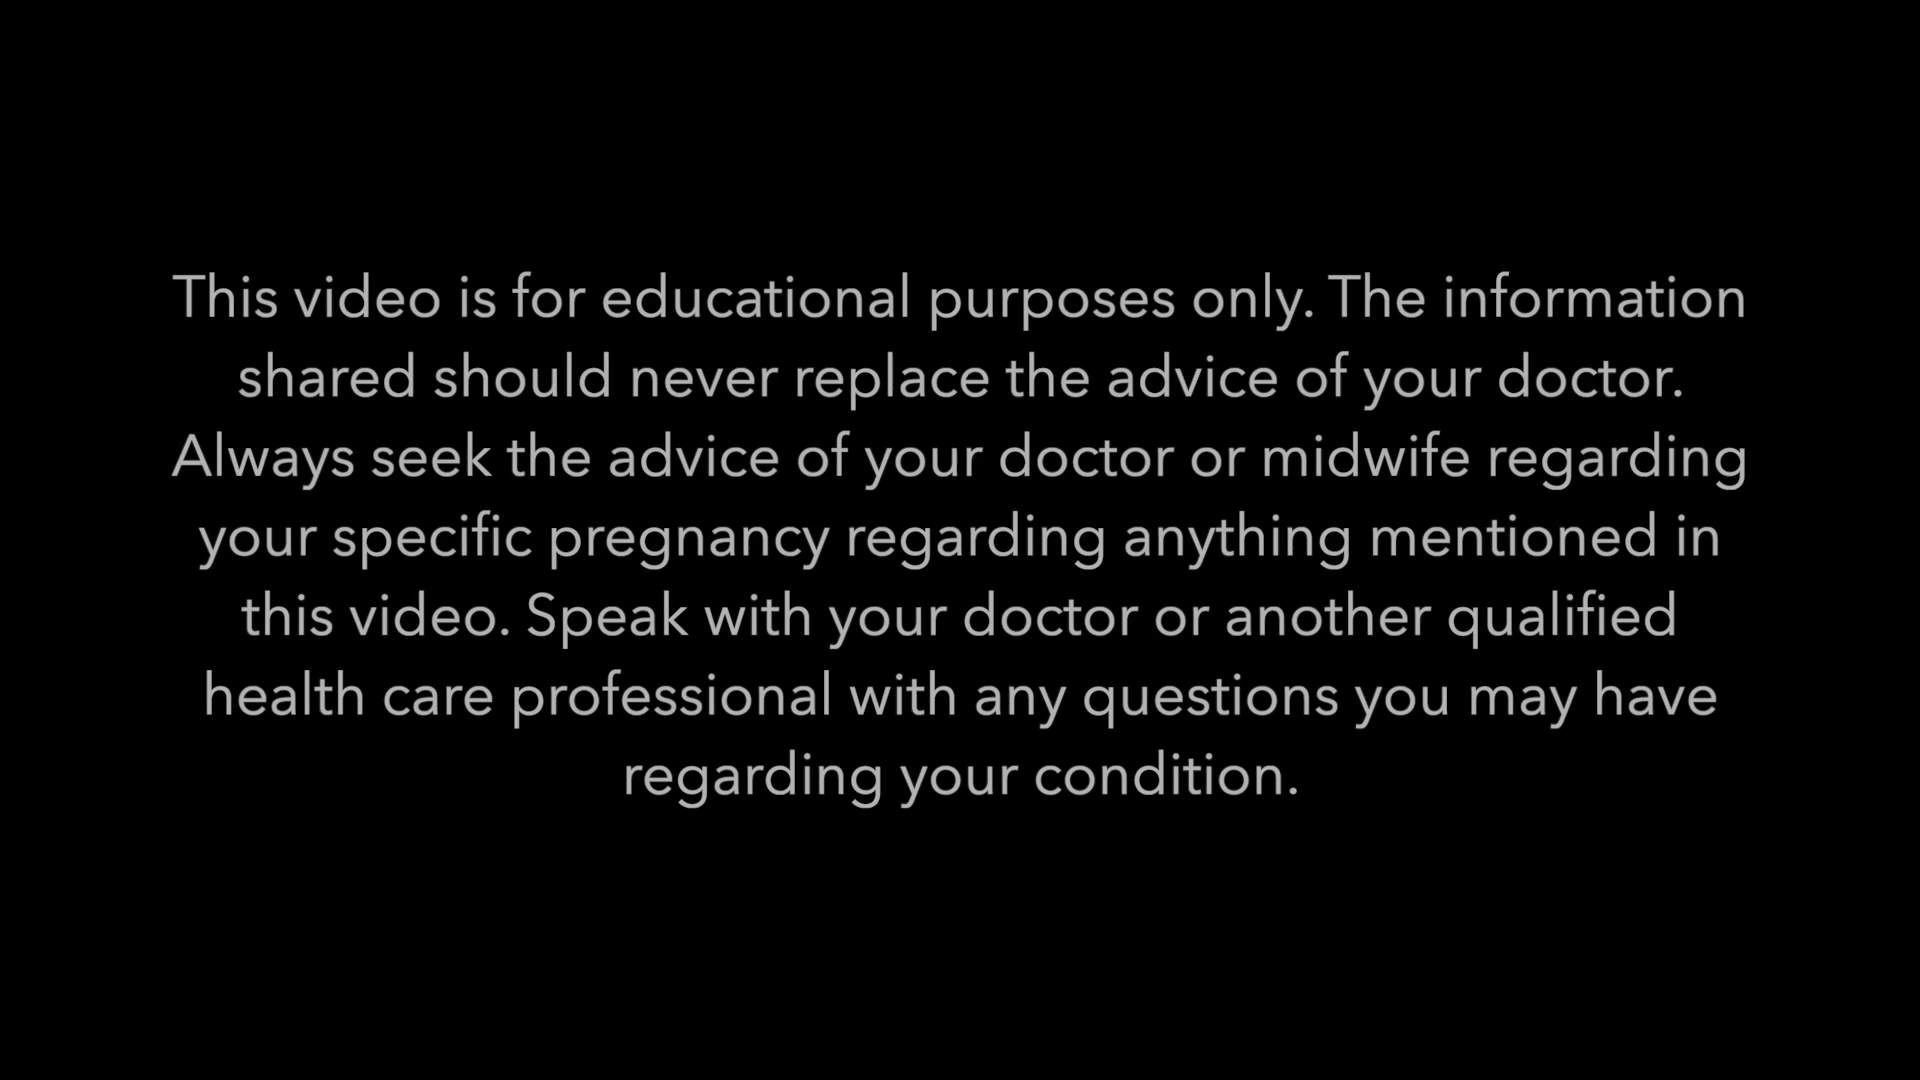 This video is for educational purposes only. The information
shared should never replace the advice of your doctor.
Always seek the advice of your doctor or midwife regarding
your specific pregnancy regarding anything mentioned in
this video. Speak with your doctor or another qualified
health care professional with any questions you may have
regarding your condition.